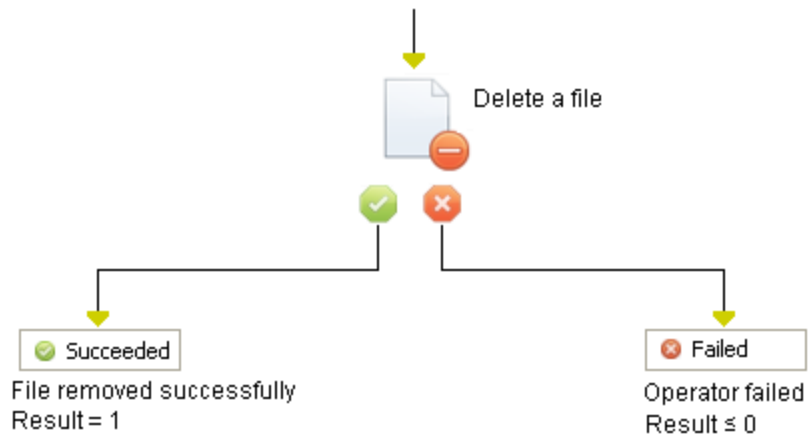 Delete a file
Succeeded
File removed successfully
Result = 1
Failed
Operator failed
Result ≤ 0